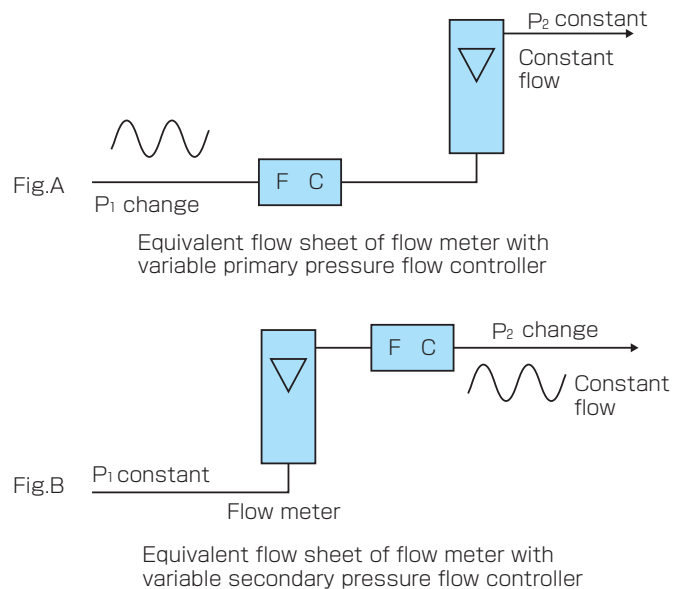 P₂ constant
Constant
flow
Fig.A
F C
P₁ change
Equivalent flow sheet of flow meter with
variable primary pressure flow controller
F C
P₂ change
Constant
flow
P₁ constant
Fig.B
Flow meter
Equivalent flow sheet of flow meter with
variable secondary pressure flow controller